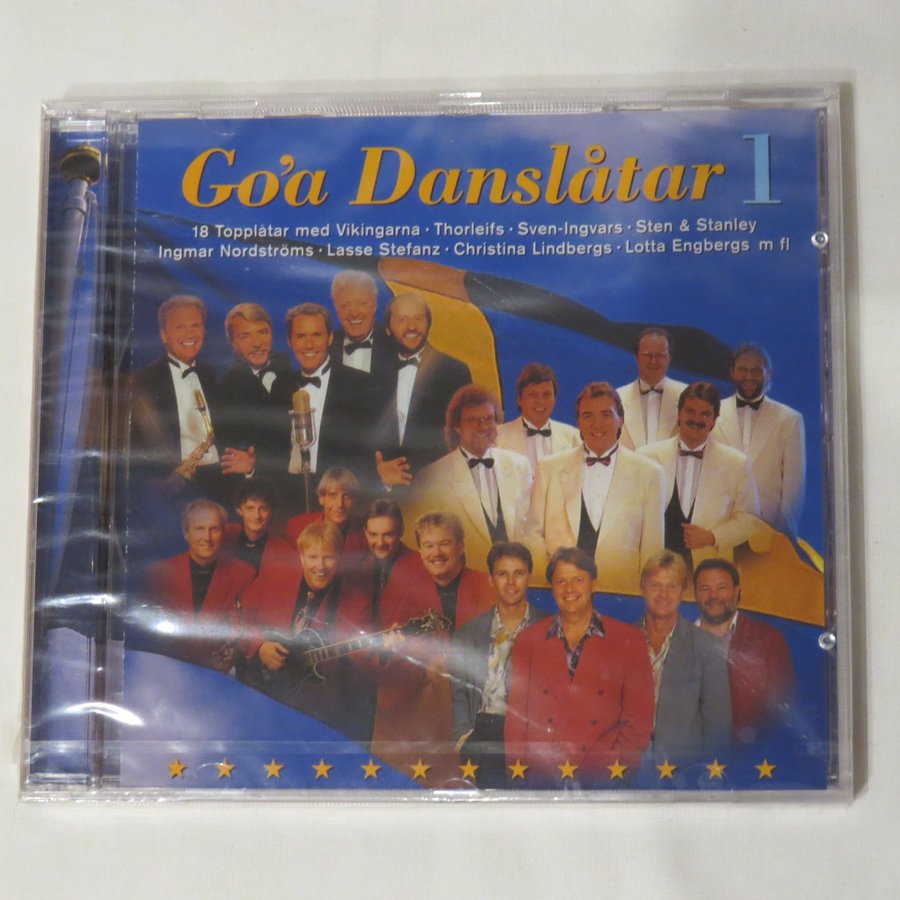 Go'a Danslåtar 1
18 Topplåtar med Vikingarna · Thorleifs · Sven-Ingvars · Sten & Stanley
Ingmar Nordströms · Lasse Stefanz · Christina Lindbergs · Lotta Engbergs m fl